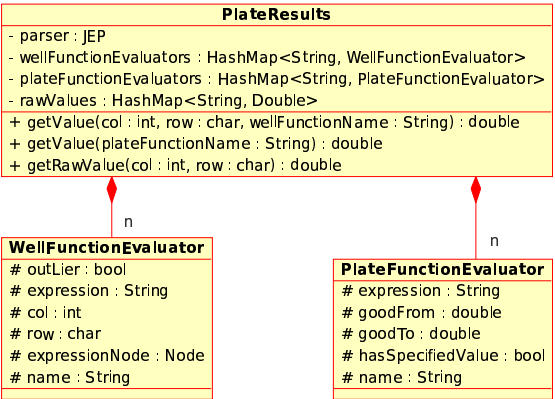 PlateResults
- parser : JEP
- wellFunctionEvaluators : HashMap<String, WellFunctionEvaluator>
- plateFunctionEvaluators : HashMap<String, PlateFunctionEvaluator>
- rawValues : HashMap<String, Double>
+ getValue(col : int, row : char, wellFunctionName : String) : double
+ getValue(plateFunctionName : String) : double
+ getRawValue(col : int, row : char) : double
n
n
WellFunctionEvaluator
# outLier : bool
# expression : String
# col : int
# row : char
# expressionNode : Node
# name : String
PlateFunctionEvaluator
# expression : String
# goodFrom : double
# goodTo : double
# hasSpecifiedValue : bool
# name : String